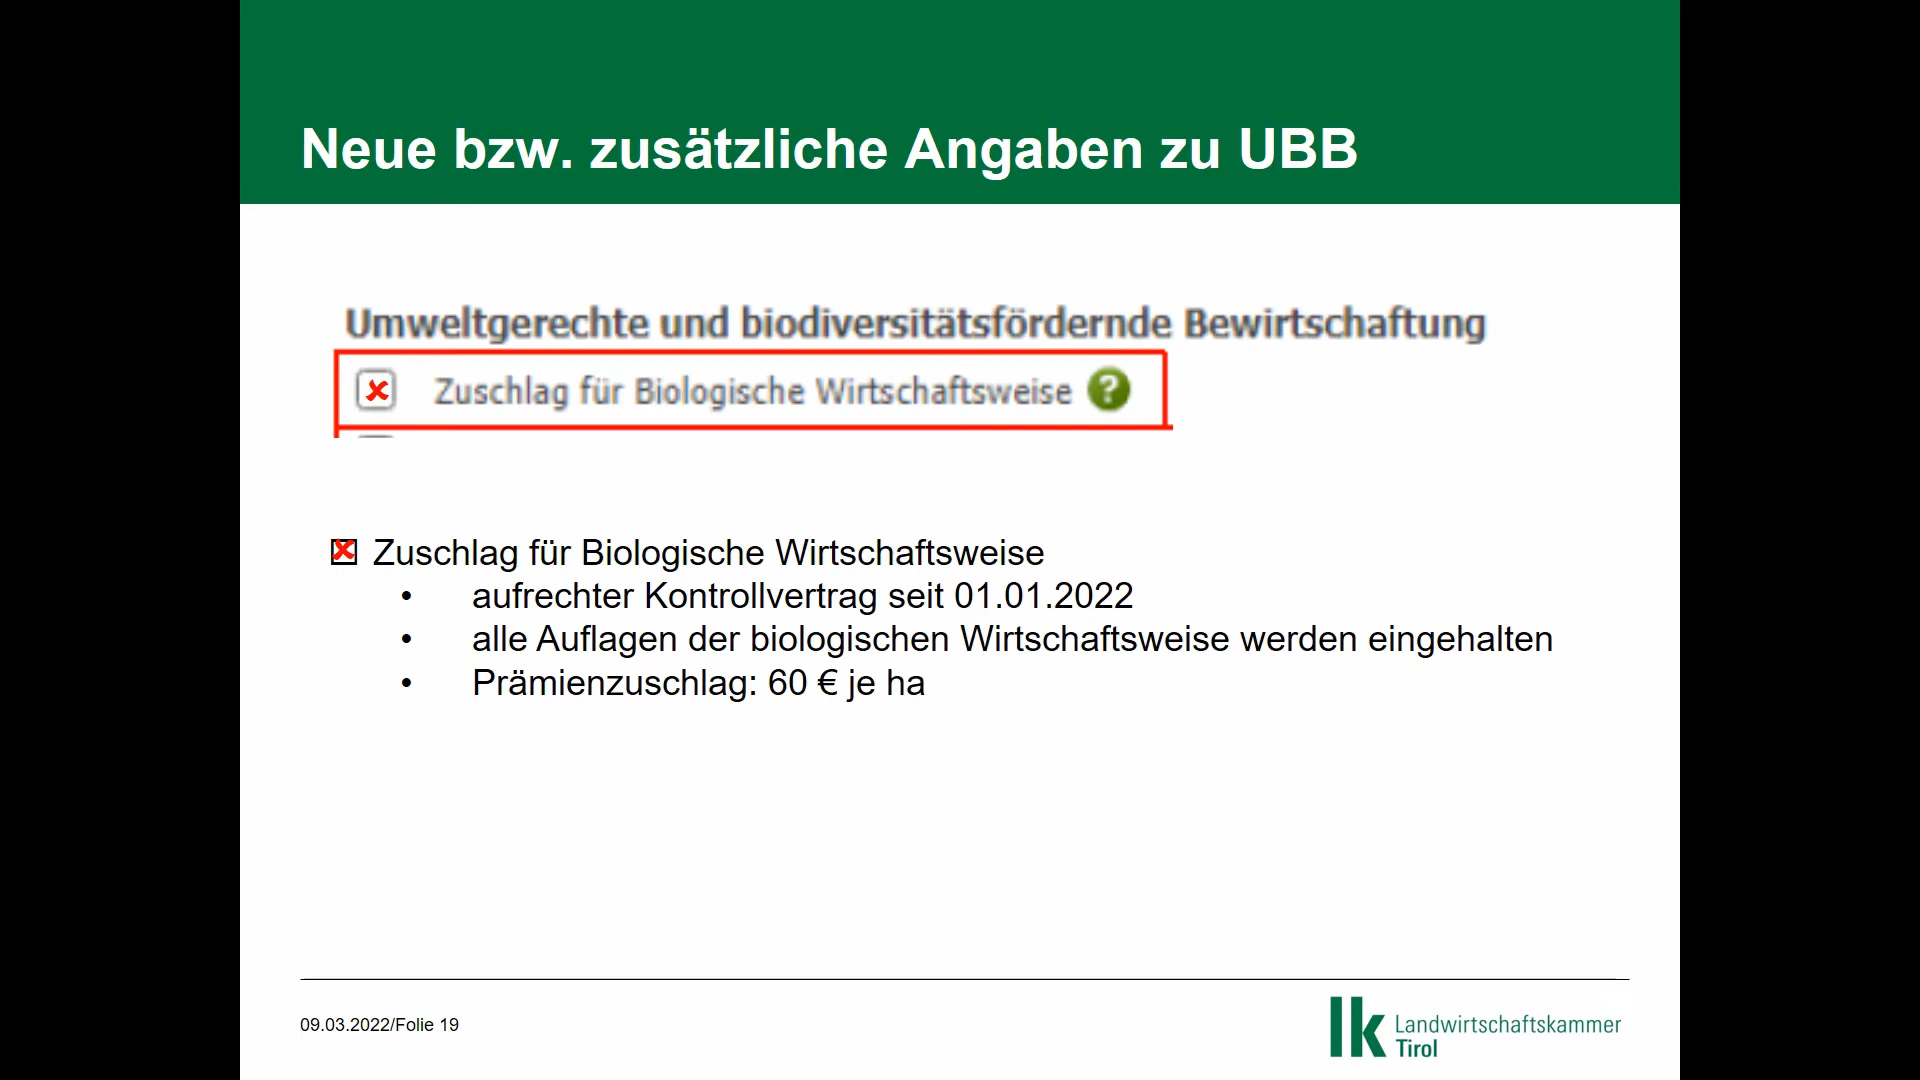 Neue bzw. zusätzliche Angaben zu UBB
Umweltgerechte und biodiversitätsfördernde Bewirtschaftung
Zuschlag für Biologische Wirtschaftsweise ?
Zuschlag für Biologische Wirtschaftsweise
• aufrechter Kontrollvertrag seit 01.01.2022
• alle Auflagen der biologischen Wirtschaftsweise werden eingehalten
• Prämienzuschlag: 60 € je ha
09.03.2022/Folie 19
lk Landwirtschaftskammer
Tirol